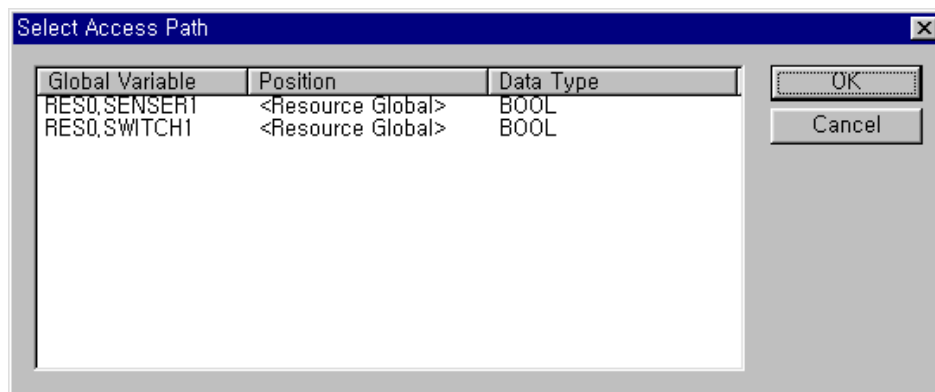 Select Access Path
Global Variable Position Data Type
RES0.SENSER1 <Resource Global> BOOL
RES0.SWITCH1 <Resource Global> BOOL
OK
Cancel